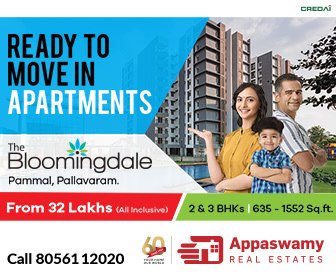 CREDAI
READY TO
MOVE IN
APARTMENTS
The
Bloomingdale
Pammal, Pallavaram.
From 32 Lakhs (All Inclusive)
2 & 3 BHKs | 635 - 1552 Sq.ft.
Call 80561 12020
60
Appaswamy
REAL ESTATES